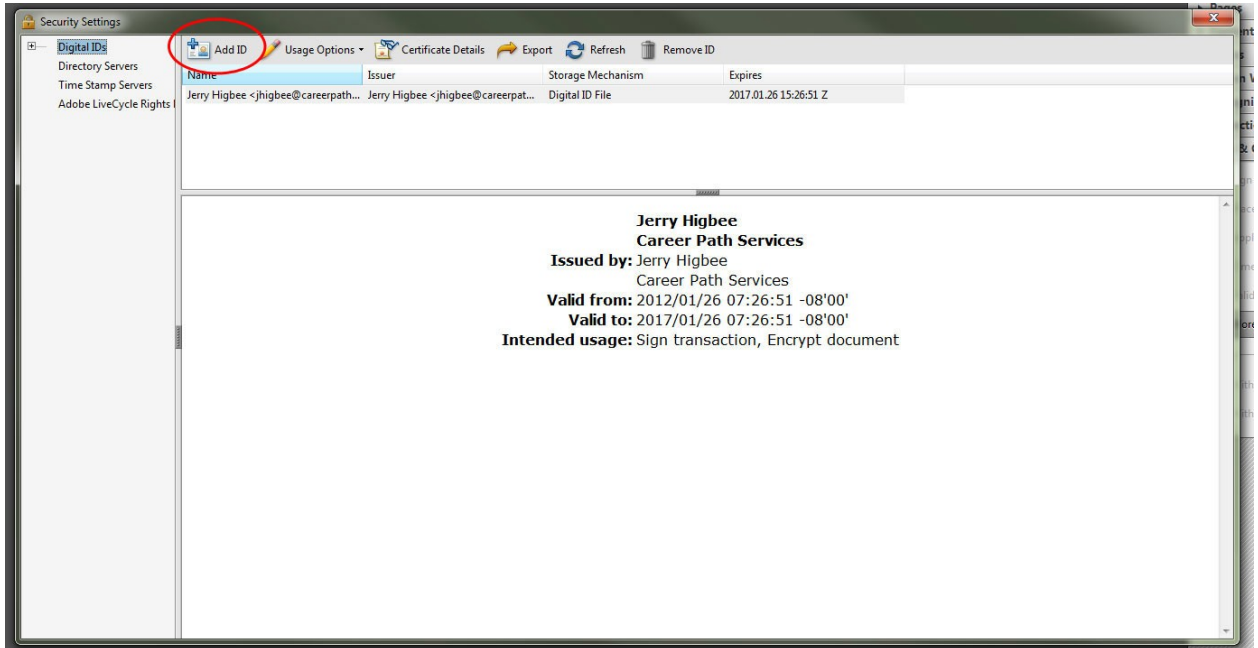 Security Settings
Digital IDs
Directory Servers
Time Stamp Servers
Adobe LiveCycle Rights
Add ID Usage Options Certificate Details Export Refresh Remove ID
Name Issuer Storage Mechanism Expires
Jerry Higbee <jhigbee@careerpath... Jerry Higbee <jhigbee@careerpat... Digital ID File 2017.01.26 15:26:51 Z
Jerry Higbee
Career Path Services
Issued by: Jerry Higbee
Career Path Services
Valid from: 2012/01/26 07:26:51 -08'00'
Valid to: 2017/01/26 07:26:51 -08'00'
Intended usage: Sign transaction, Encrypt document